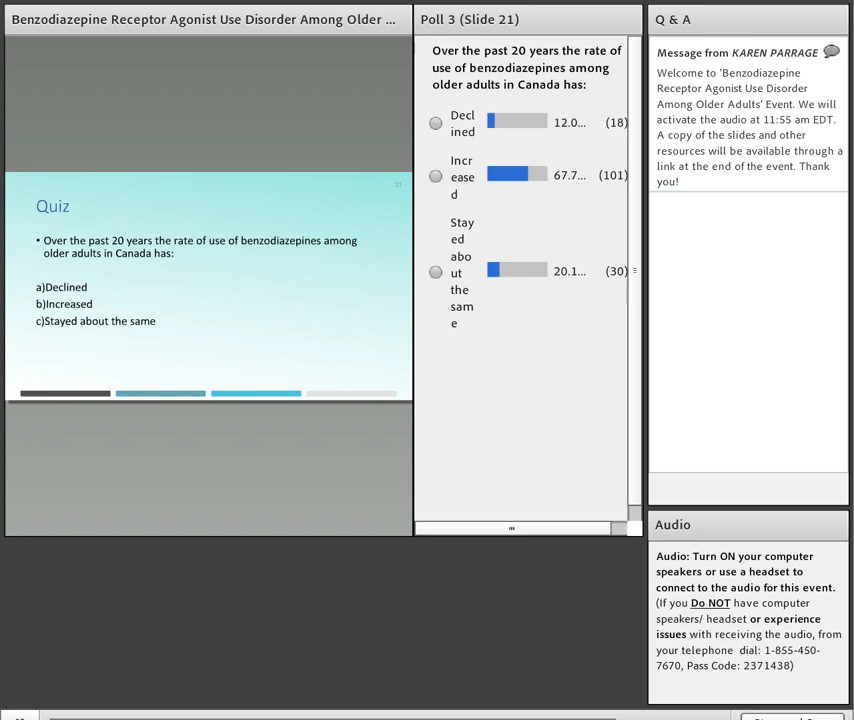 Benzodiazepine Receptor Agonist Use Disorder Among Older ...
21
Quiz
• Over the past 20 years the rate of use of benzodiazepines among
older adults in Canada has:
a)Declined
b)Increased
c)Stayed about the same
Poll 3 (Slide 21)
Over the past 20 years the rate of
use of benzodiazepines among
older adults in Canada has:
Decl
ined
12.0... (18)
Incr
ease
d
67.7... (101)
Stay
ed
abo
ut
the
sam
e
20.1... (30)
Q & A
Message from KAREN PARRAGE
Welcome to 'Benzodiazepine
Receptor Agonist Use Disorder
Among Older Adults' Event. We will
activate the audio at 11:55 am EDT.
A copy of the slides and other
resources will be available through a
link at the end of the event. Thank
you!
Audio
Audio: Turn ON your computer
speakers or use a headset to
connect to the audio for this event.
(If you Do NOT have computer
speakers/ headset or experience
issues with receiving the audio, from
your telephone dial: 1-855-450-
7670, Pass Code: 2371438)